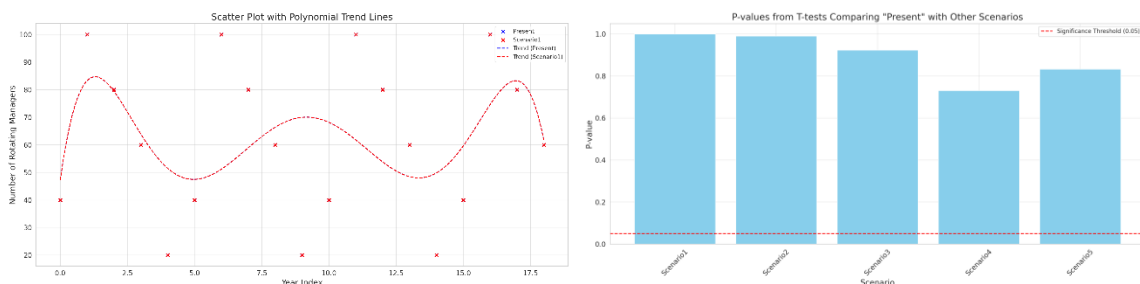 Scatter Plot with Polynomial Trend Lines
Number of Rotating Managers
100
90
80
70
60
50
40
30
20
0.0 2.5 5.0 7.5 10.0 12.5 15.0 17.5
Year Index
Present
Scenario1
Trend (Present)
Trend (Scenario1)
P-values from T-tests Comparing "Present" with Other Scenarios
P-value
1.0
0.8
0.6
0.4
0.2
0.0
Scenario1 Scenario2 Scenario3 Scenario4 Scenario5
Scenario
Significance Threshold (0.05)